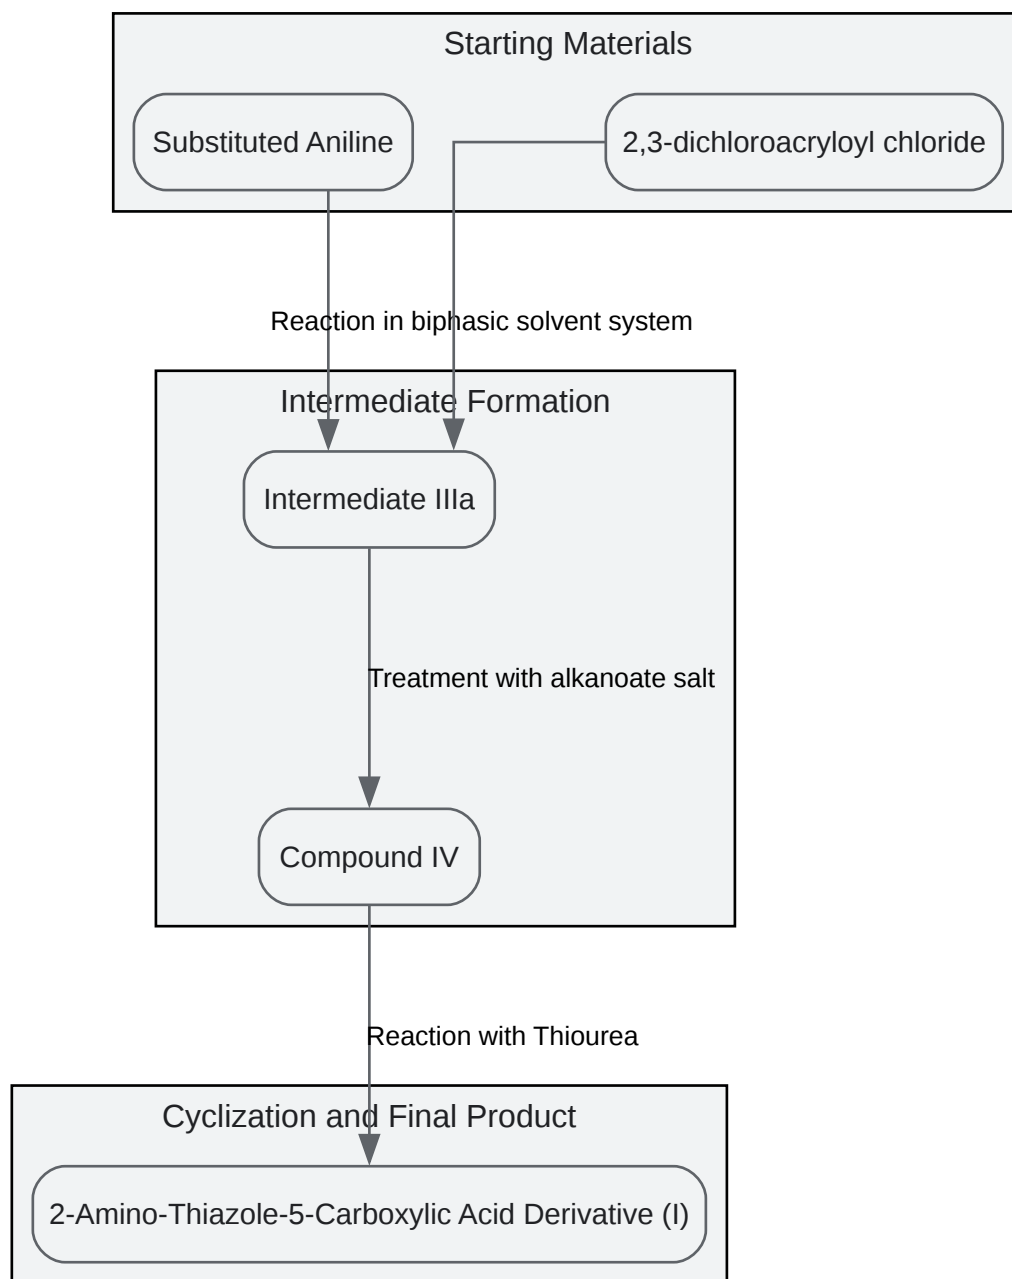 Starting Materials
Substituted Aniline
2,3-dichloroacryloyl chloride
Reaction in biphasic solvent system
Intermediate Formation
Intermediate IIIa
Treatment with alkanoate salt
Compound IV
Reaction with Thiourea
Cyclization and Final Product
2-Amino-Thiazole-5-Carboxylic Acid Derivative (I)